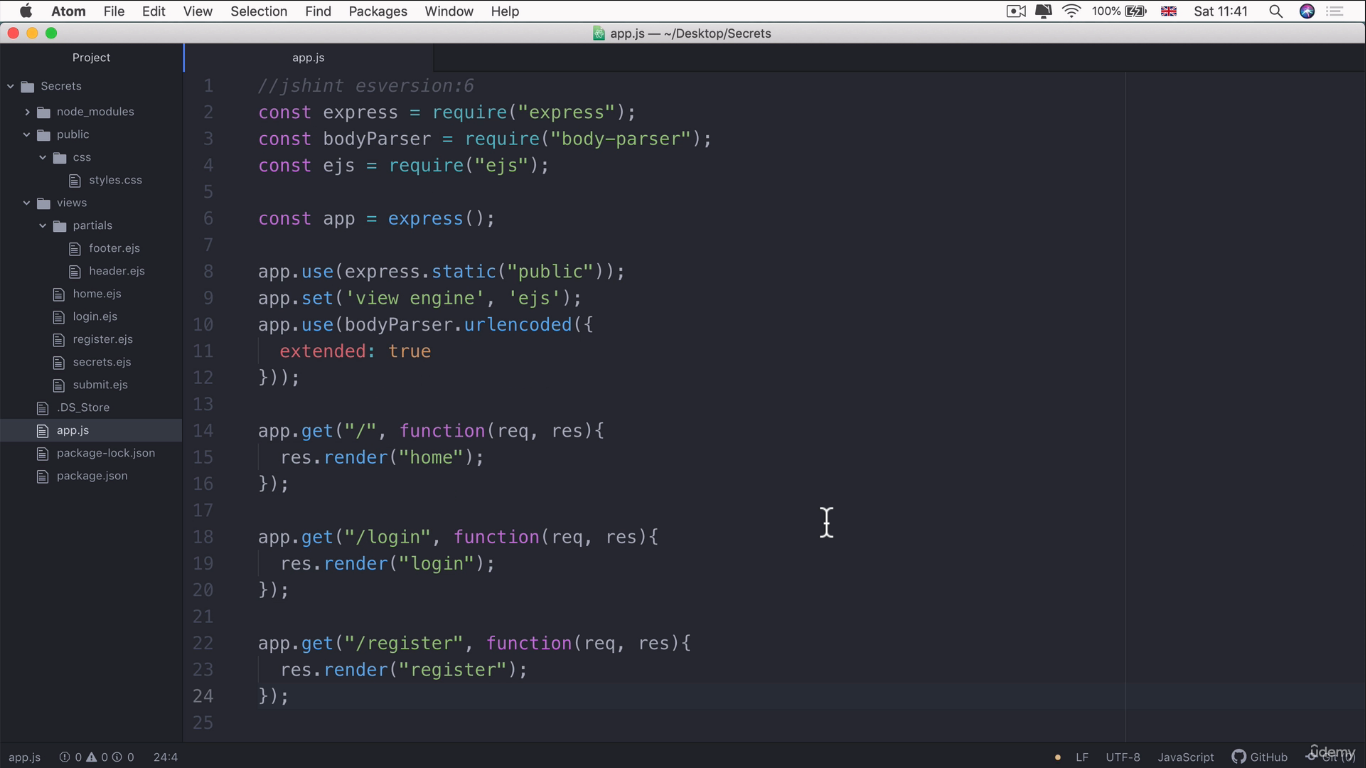 Atom File Edit View Selection Find Packages Window Help 100% Sat 11:41
app.js — ~/Desktop/Secrets
Project
Secrets
node_modules
public
css
styles.css
views
partials
footer.ejs
header.ejs
home.ejs
login.ejs
register.ejs
secrets.ejs
submit.ejs
.DS_Store
app.js
package-lock.json
package.json
app.js
1 //jshint esversion:6
2 const express = require("express");
3 const bodyParser = require("body-parser");
4 const ejs = require("ejs");
5
6 const app = express();
7
8 app.use(express.static("public"));
9 app.set('view engine', 'ejs');
10 app.use(bodyParser.urlencoded({
11 extended: true
12 }));
13
14 app.get("/", function(req, res){
15 res.render("home");
16 });
17
18 app.get("/login", function(req, res){
19 res.render("login");
20 });
21
22 app.get("/register", function(req, res){
23 res.render("register");
24 });
25
app.js 0 0 0 24:4 LF UTF-8 JavaScript GitHub Git (0)
udemy